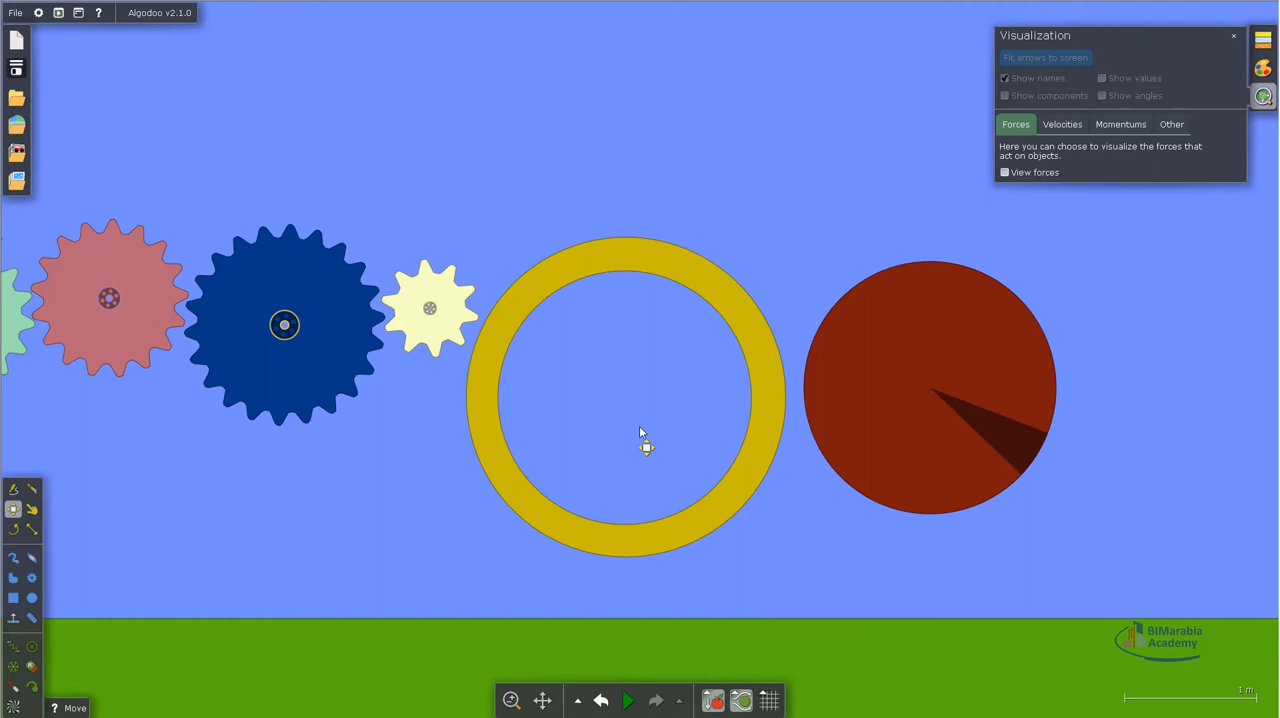 File
?
Algodoo v2.1.0
Visualization
×
Fit arrows to screen
Show names
Show values
Show components
Show angles
Forces
Velocities
Momentums
Other
Here you can choose to visualize the forces that
act on objects.
View forces
BIMarabia
Academy
1 m
? Move